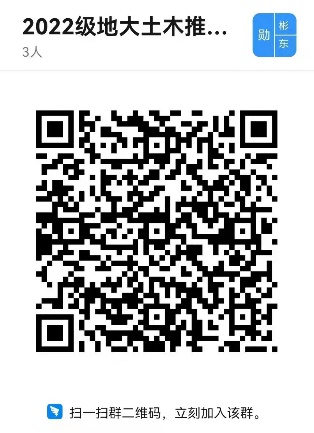 2022级地大土木推...
3人
勋
彬
东
扫一扫群二维码，立刻加入该群。